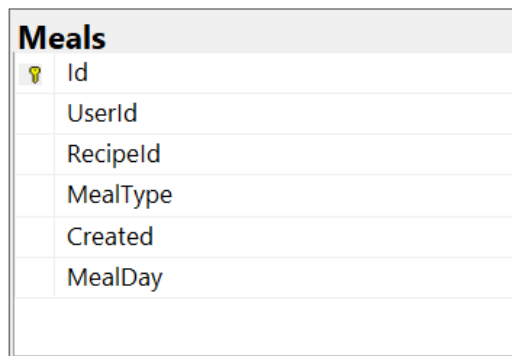 Meals
Id
UserId
RecipeId
MealType
Created
MealDay